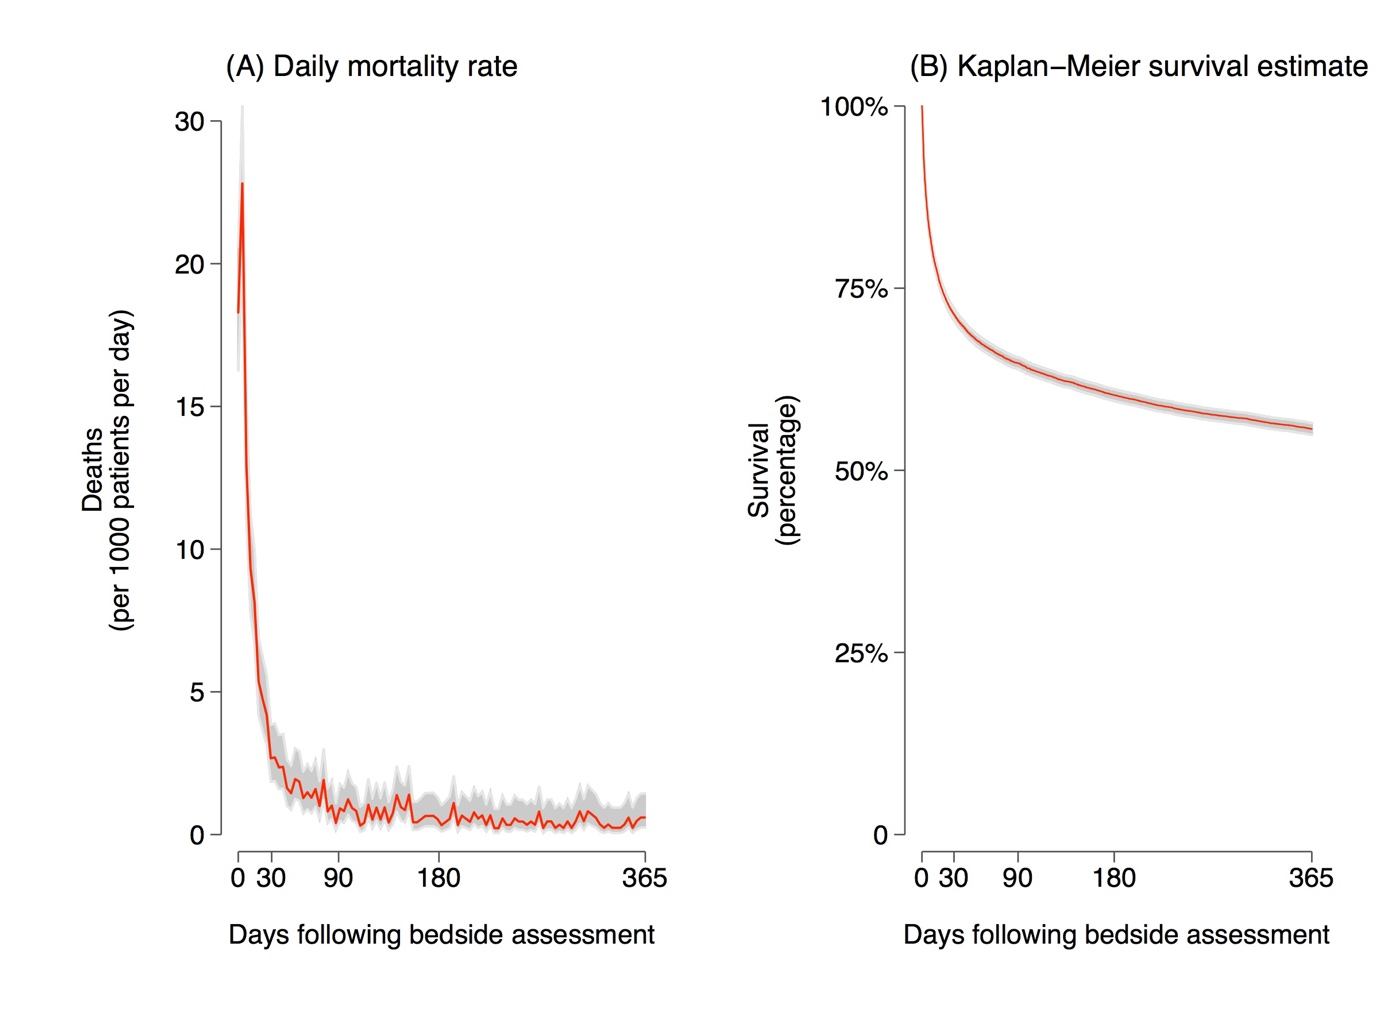 (A) Daily mortality rate
30
20
15
10
5
0
Deaths
(per 1000 patients per day)
0 30 90 180 365
Days following bedside assessment
(B) Kaplan–Meier survival estimate
100%
75%
50%
25%
0
Survival
(percentage)
0 30 90 180 365
Days following bedside assessment